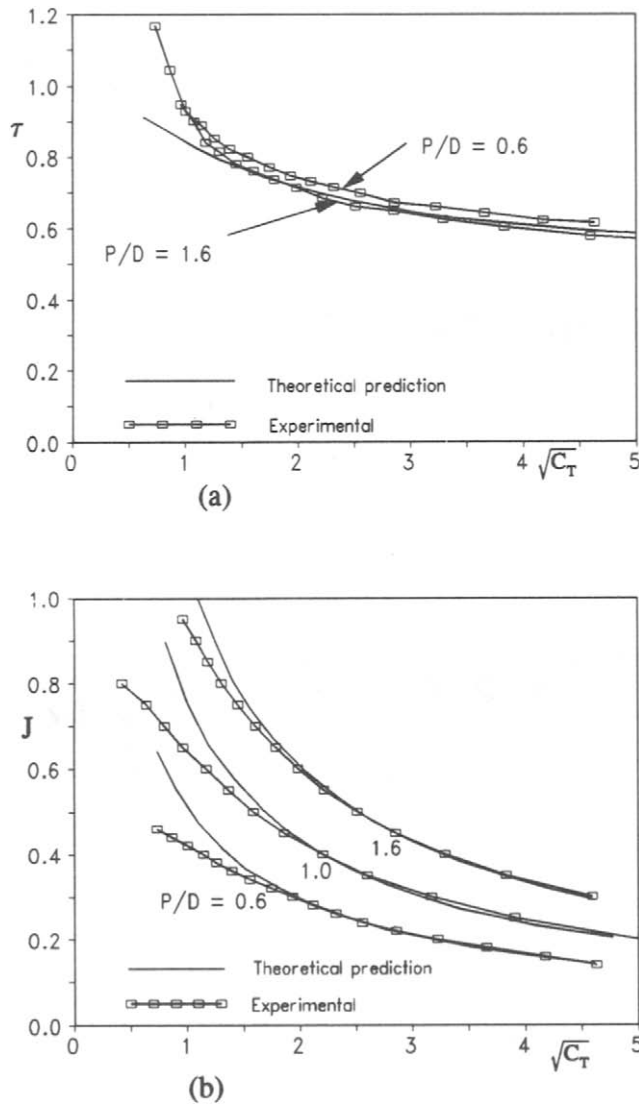 1.2
1.0
τ
0.8
P/D = 0.6
0.6
P/D = 1.6
0.4
0.2
Theoretical prediction
Experimental
0.0
0 1 2 3 4 √C_T 5
(a)
1.0
0.8
J
0.6
0.4
1.6
1.0
P/D = 0.6
0.2
Theoretical prediction
Experimental
0.0
0 1 2 3 4 √C_T 5
(b)